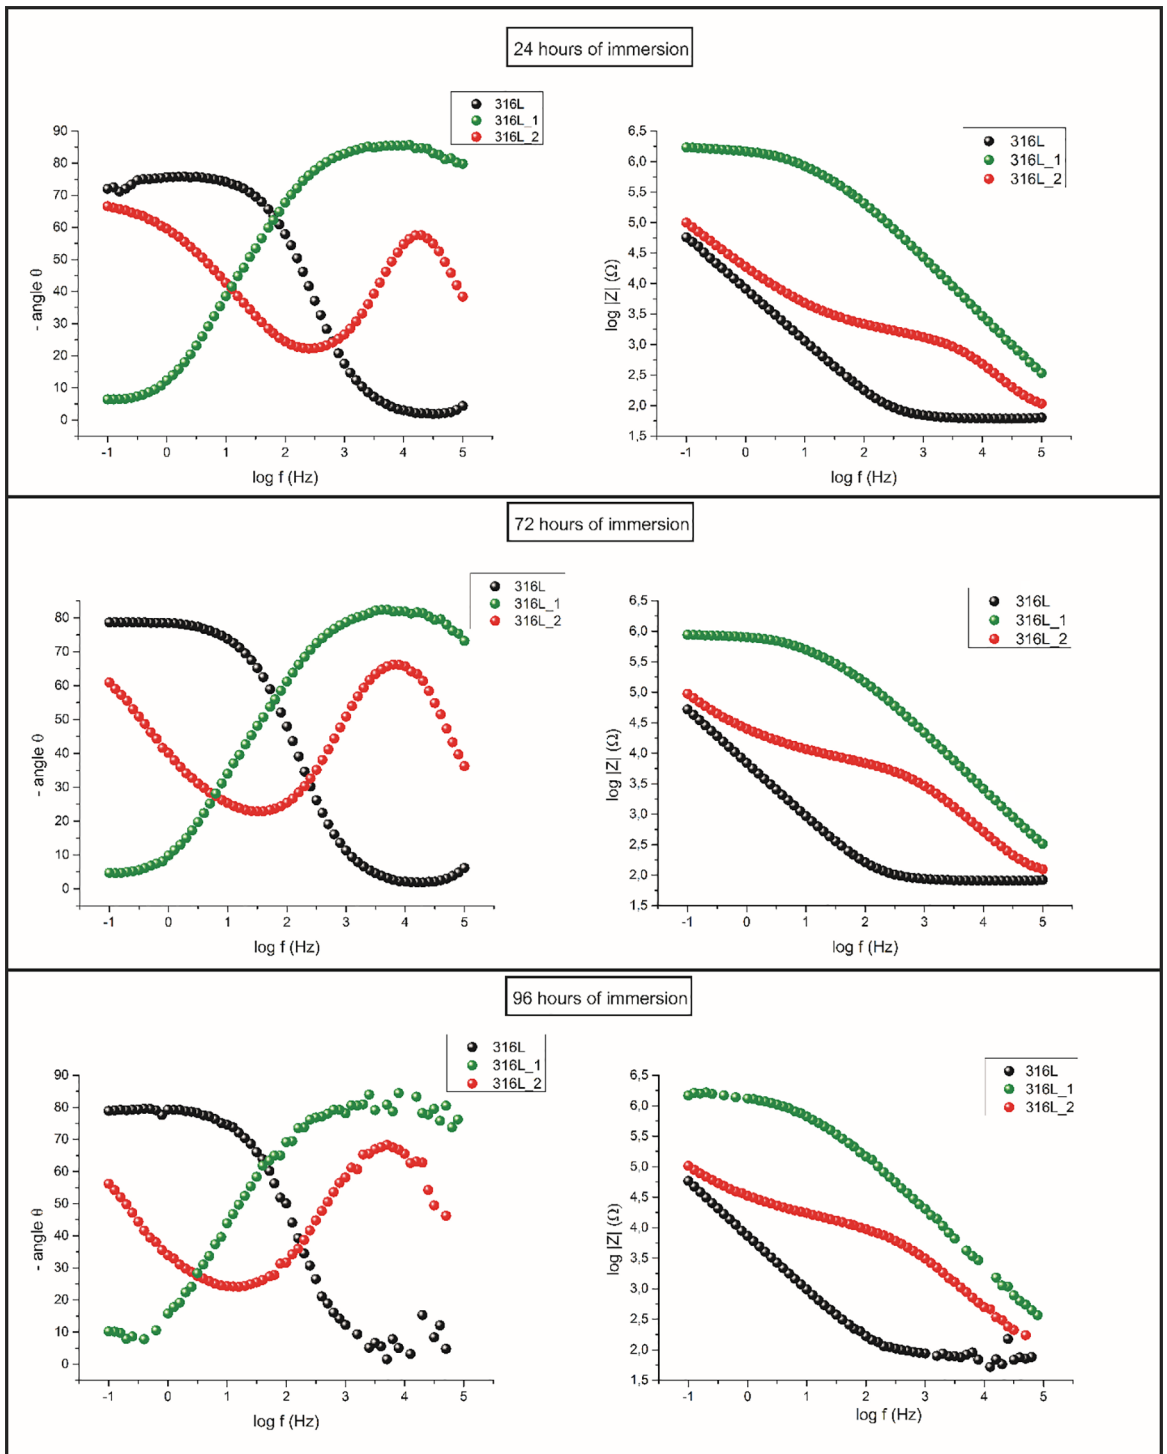 24 hours of immersion
316L
316L_1
316L_2
90
80
70
60
50
40
30
20
10
0
- angle θ
-1 0 1 2 3 4 5
log f (Hz)
316L
316L_1
316L_2
6,5
6,0
5,5
5,0
4,5
4,0
3,5
3,0
2,5
2,0
1,5
log |Z| (Ω)
-1 0 1 2 3 4 5
log f (Hz)
72 hours of immersion
316L
316L_1
316L_2
80
70
60
50
40
30
20
10
0
- angle θ
-1 0 1 2 3 4 5
log f (Hz)
316L
316L_1
316L_2
6,5
6,0
5,5
5,0
4,5
4,0
3,5
3,0
2,5
2,0
1,5
log |Z| (Ω)
-1 0 1 2 3 4 5
log f (Hz)
96 hours of immersion
316L
316L_1
316L_2
90
80
70
60
50
40
30
20
10
0
- angle θ
-1 0 1 2 3 4 5
log f (Hz)
316L
316L_1
316L_2
6,5
6,0
5,5
5,0
4,5
4,0
3,5
3,0
2,5
2,0
1,5
log |Z| (Ω)
-1 0 1 2 3 4 5
log f (Hz)